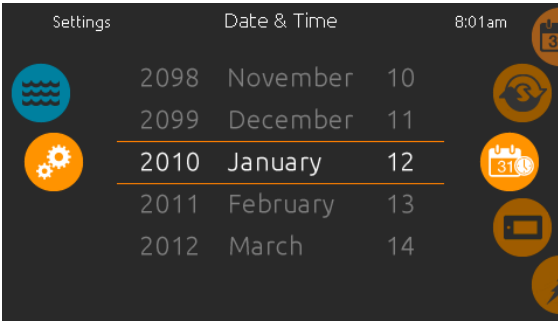 Settings Date & Time 8:01am
2098 November 10
2099 December 11
2010 January 12
2011 February 13
2012 March 14
31